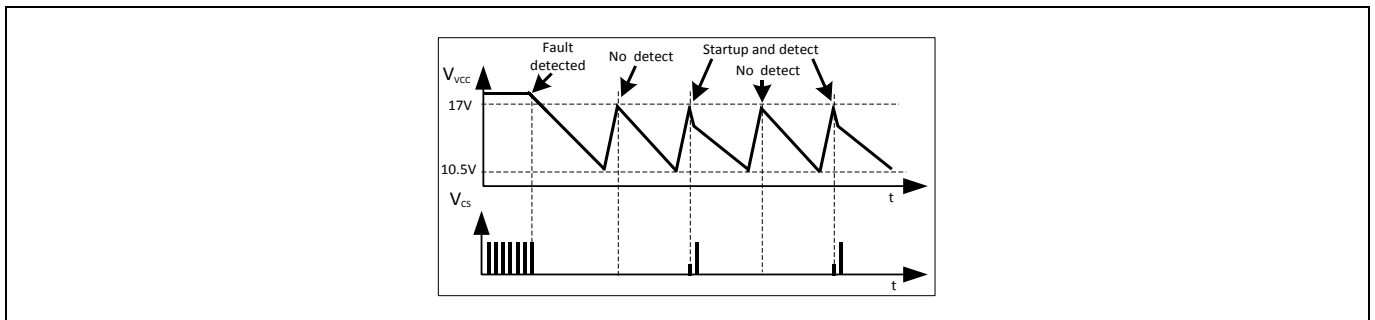 Fault
detected
No detect
Startup and detect
No detect
Vvcc
17V
10.5V
t
Vcs
t